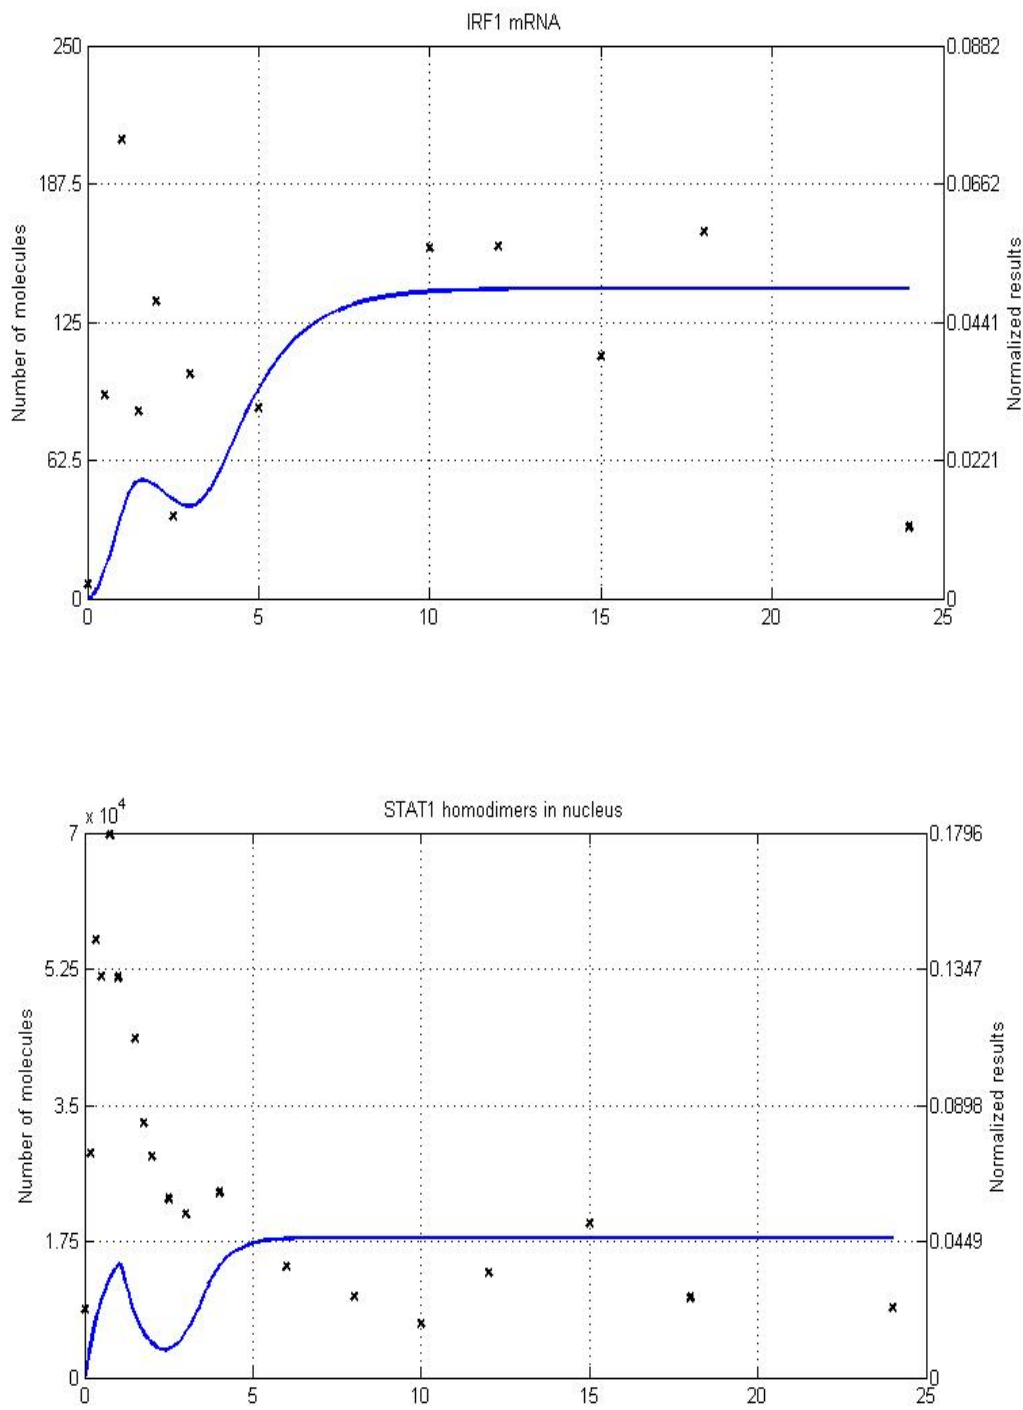 IRF1 mRNA
250
0.0882
187.5
0.0662
Number of molecules
Normalized results
125
0.0441
62.5
0.0221
0
0
0 5 10 15 20 25
STAT1 homodimers in nucleus
x 10^4
7
0.1796
5.25
0.1347
Number of molecules
Normalized results
3.5
0.0898
1.75
0.0449
0
0
0 5 10 15 20 25